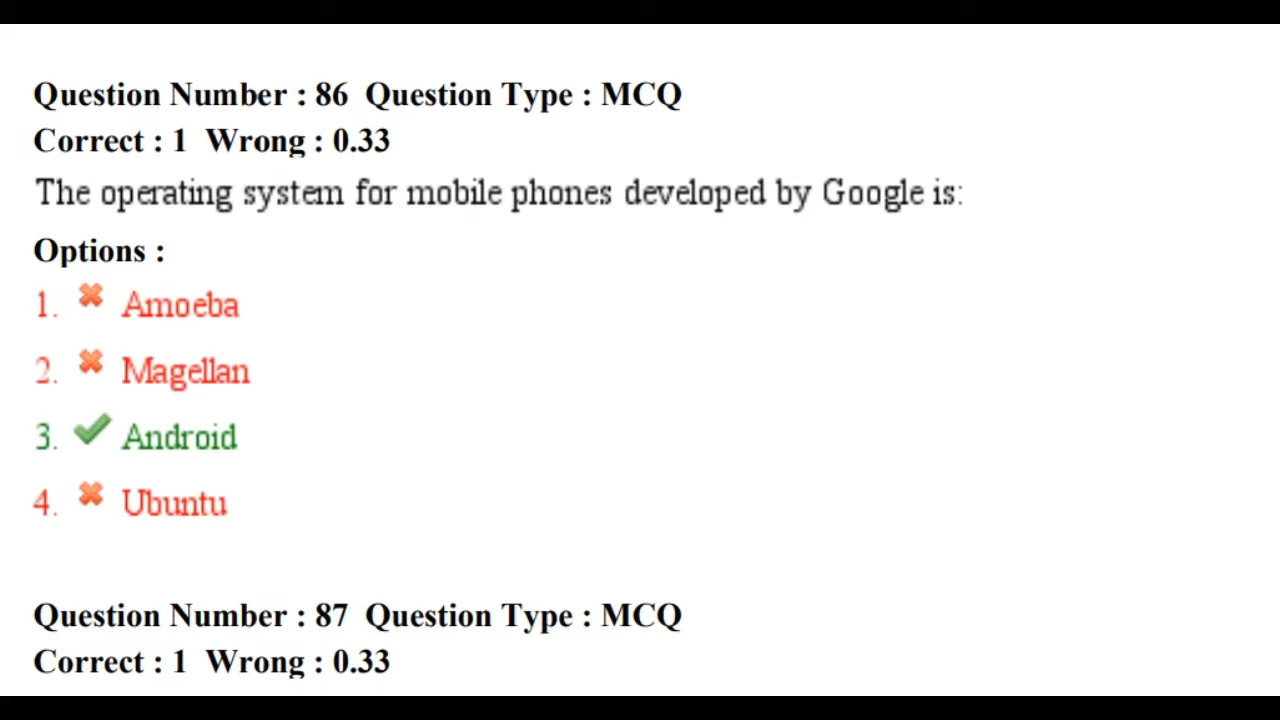 Question Number : 86 Question Type : MCQ
Correct : 1 Wrong : 0.33
The operating system for mobile phones developed by Google is:
Options :
1. Amoeba
2. Magellan
3. Android
4. Ubuntu
Question Number : 87 Question Type : MCQ
Correct : 1 Wrong : 0.33